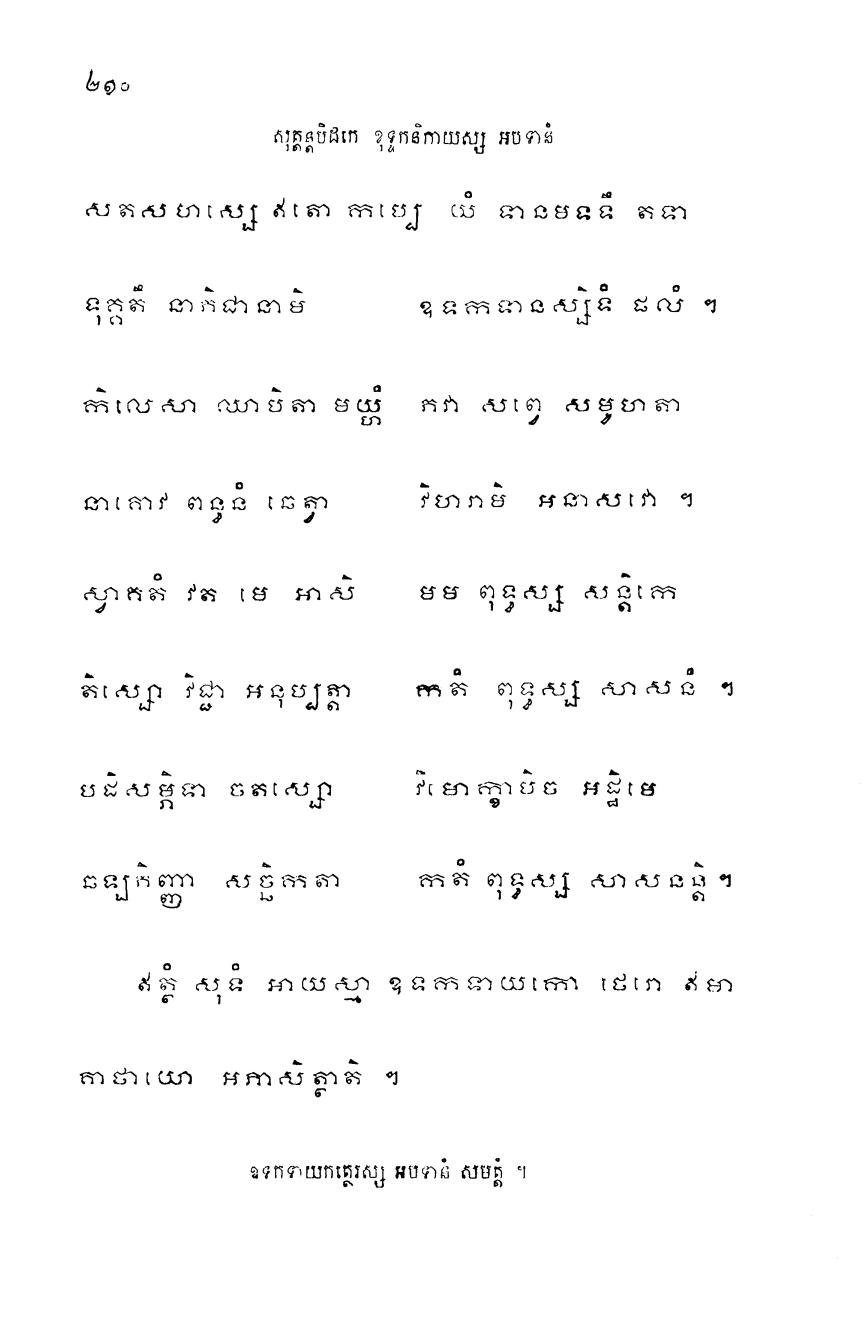 ២១០
សុត្តន្តបិដកេ ខុទ្ទកនិកាយស្ស អបទានំ
សតសហស្សេ ឥតោ កប្បេ យំ ទានមទទឹ តទា
ទុគ្គតឹ នាភិជានាមិ ឧទកទានស្សិទំ ផលំ ។
កិលេសា ឈាបិតា មយ្ហំ ភវា សព្វេ សមូហតា
នាគោវ ពន្ធនំ ឆេត្វា វិហរាមិ អនាសវោ ។
ស្វាគតំ វត មេ អាសិ មម ពុទ្ធស្ស សន្តិកេ
តិស្សោ វិជ្ជា អនុប្បត្តា កតំ ពុទ្ធស្ស សាសនំ ។
បដិសម្ភិទា ចតស្សោ វិមោក្ខាបិច អដ្ឋិមេ
ឆឡភិញ្ញា សច្ឆិកតា កតំ ពុទ្ធស្ស សាសនន្តិ ។
ឥត្ថំ សុទំ អាយស្មា ឧទកទាយកោ ថេរោ ឥមា
គាថាយោ អភាសិត្ថាតិ ។
ឧទកទាយកត្ថេរស្ស អបទានំ សមត្តំ ។